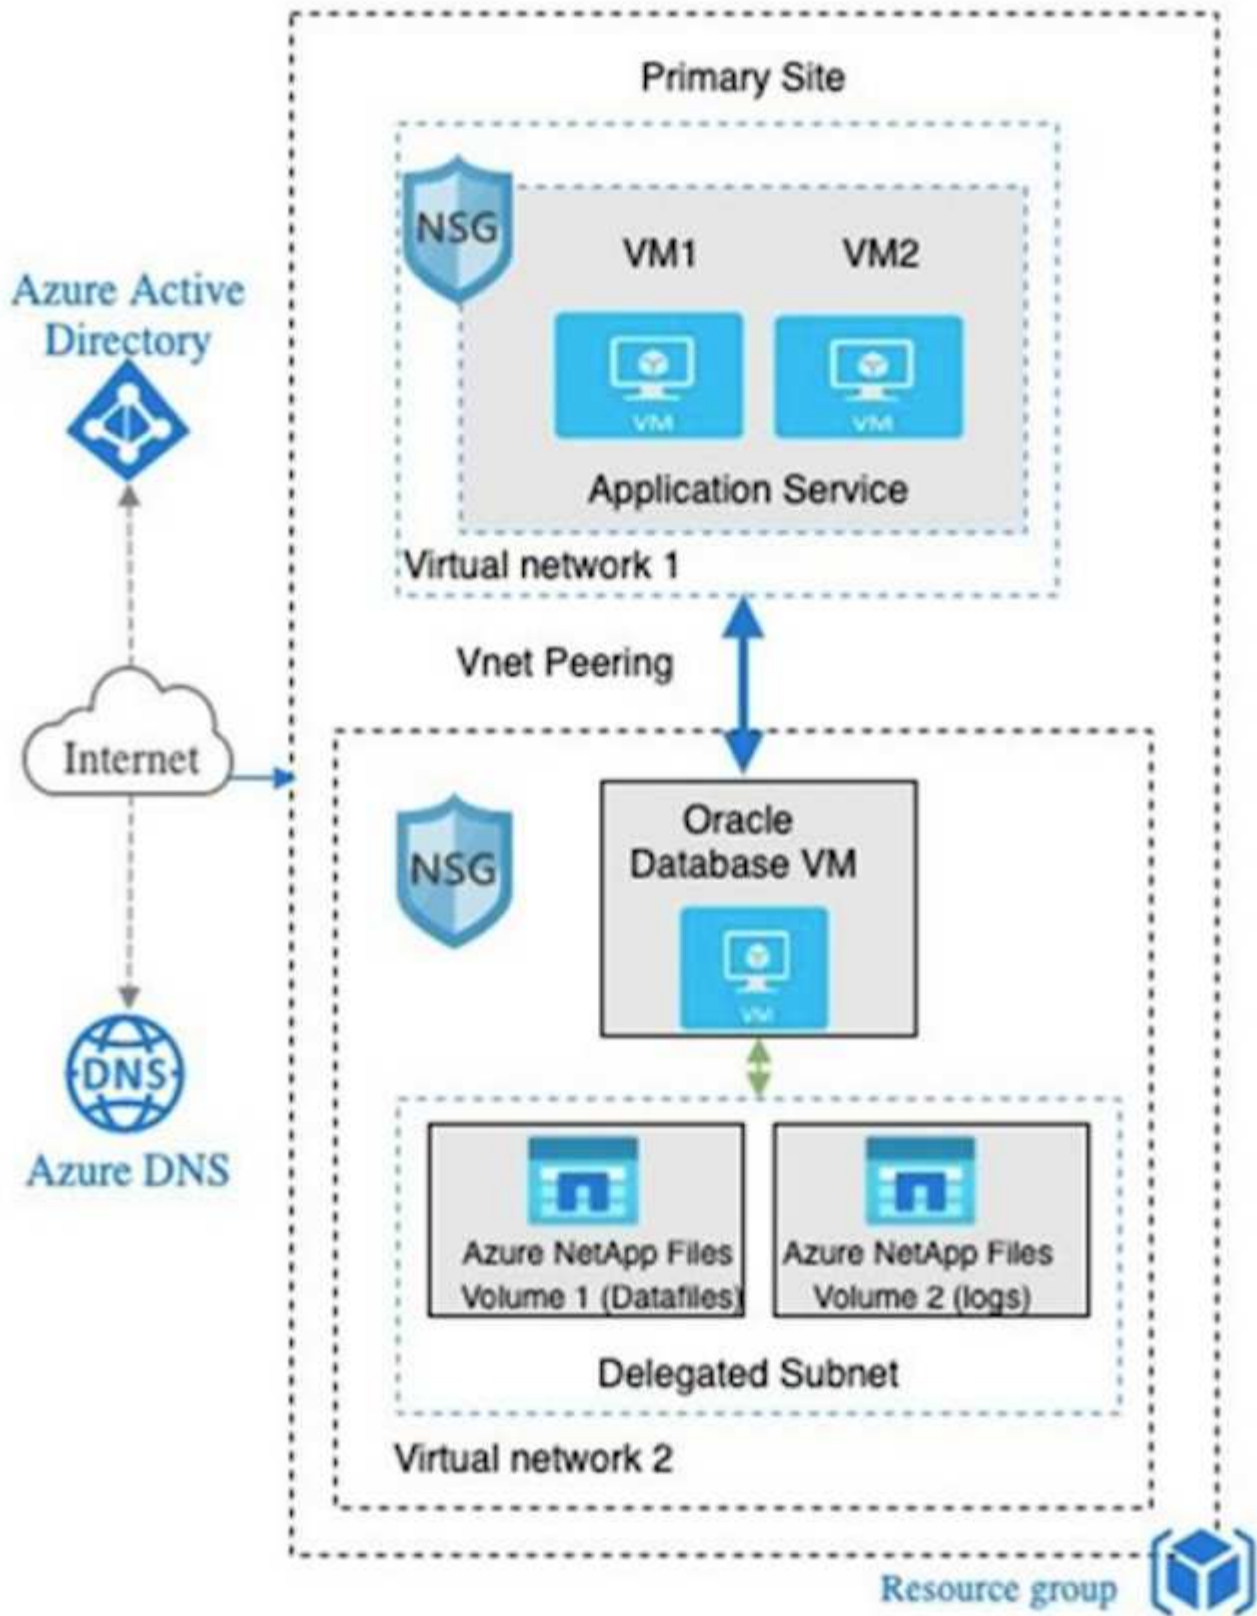 Primary Site
NSG
VM1
VM2
VM
VM
Application Service
Virtual network 1
Azure Active
Directory
Vnet Peering
Internet
NSG
Oracle
Database VM
VM
DNS
Azure DNS
Azure NetApp Files
Volume 1 (Datafiles)
Azure NetApp Files
Volume 2 (logs)
Delegated Subnet
Virtual network 2
Resource group